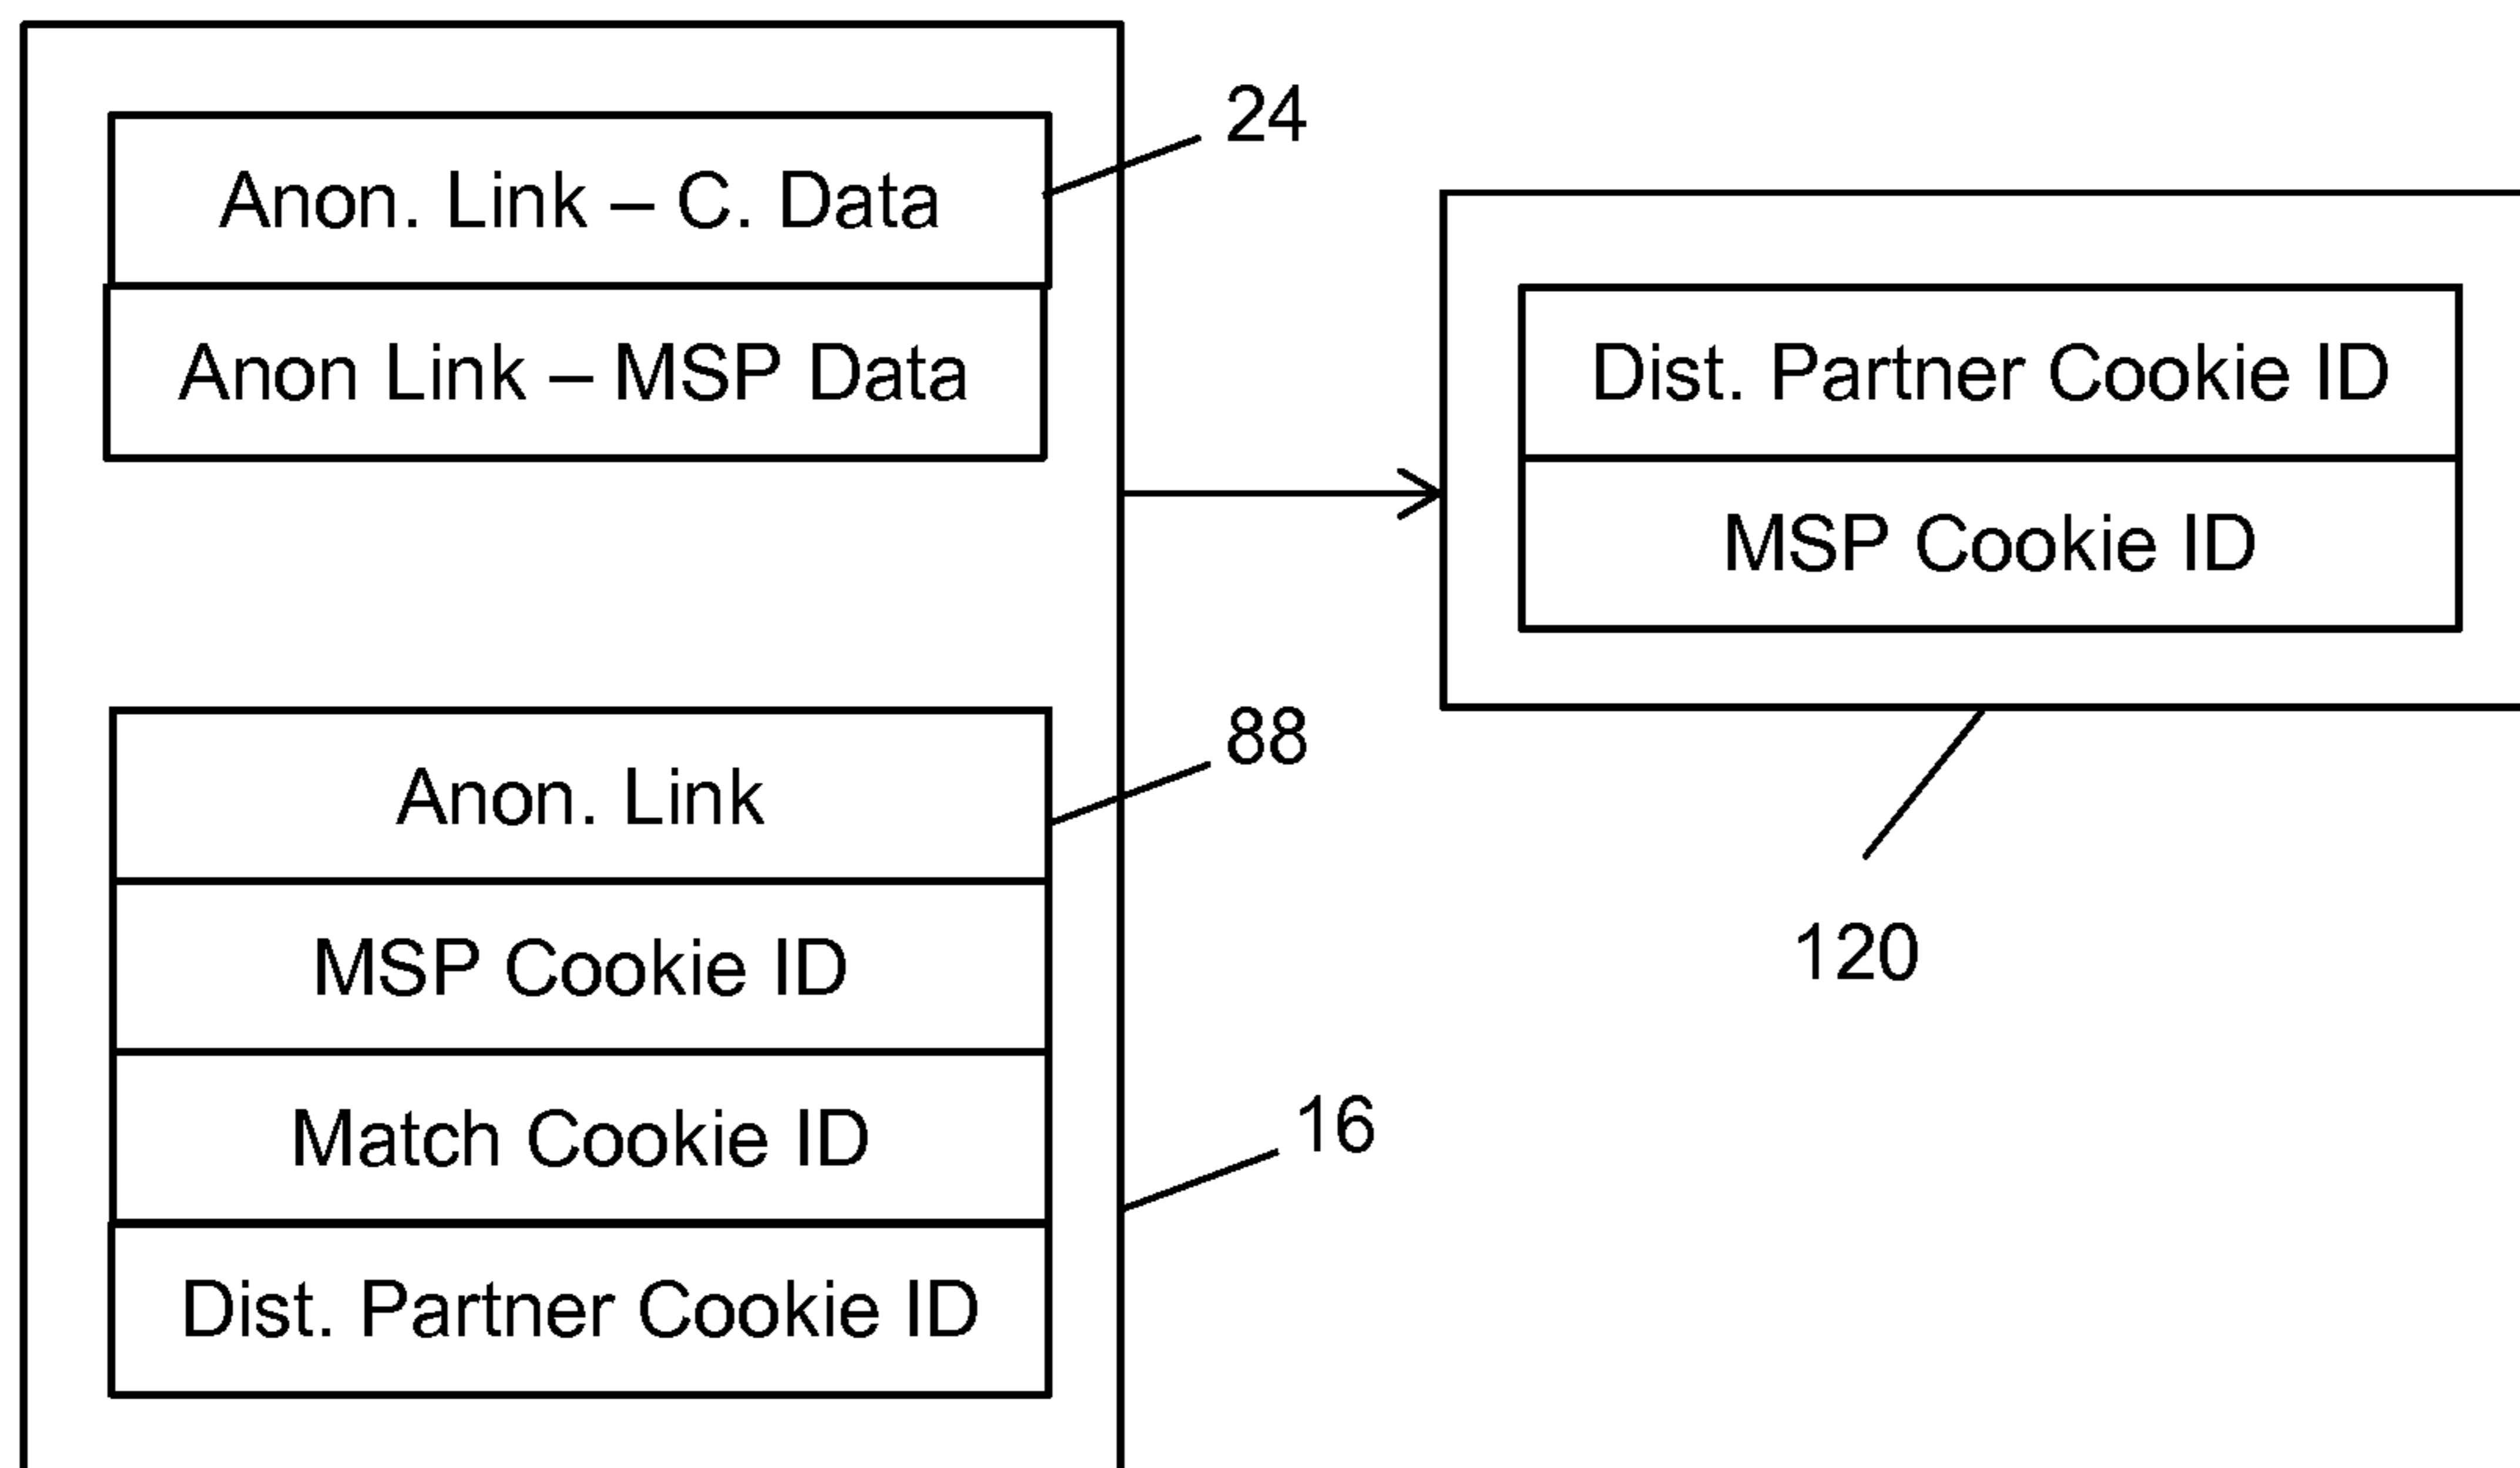 24
Anon. Link – C. Data
Anon Link – MSP Data
Dist. Partner Cookie ID
MSP Cookie ID
88
Anon. Link
MSP Cookie ID
120
Match Cookie ID
16
Dist. Partner Cookie ID